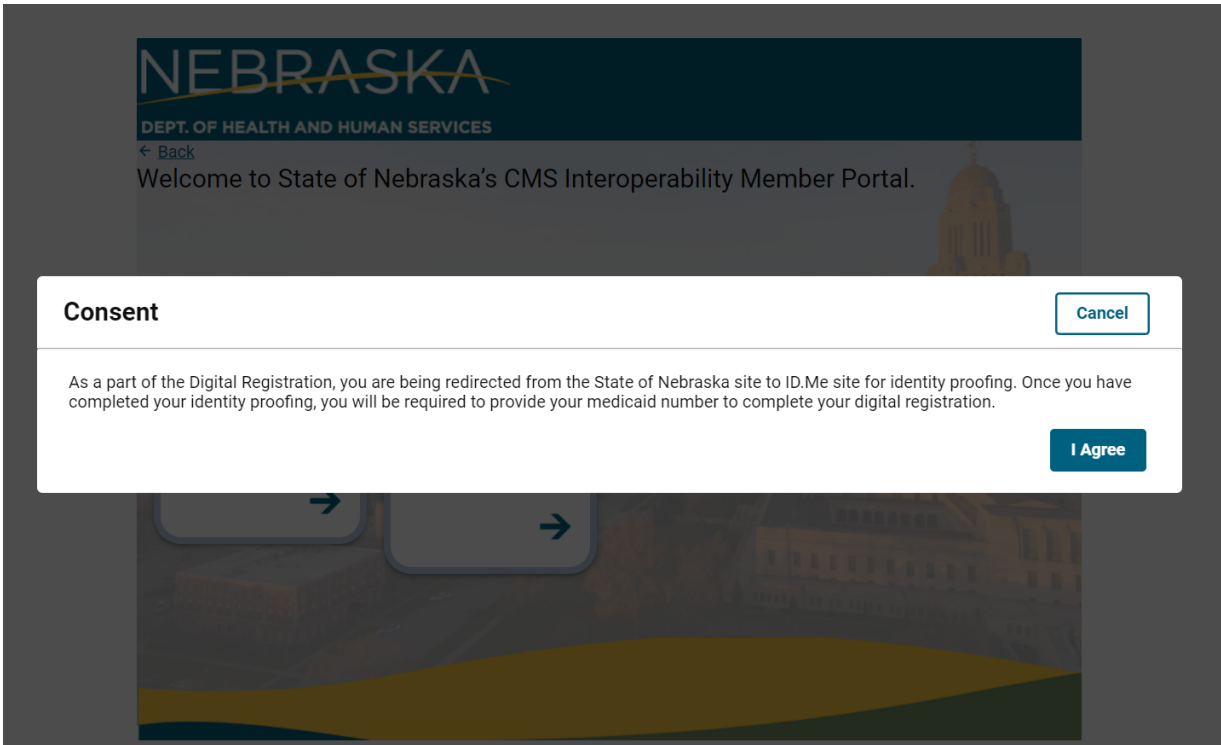 NEBRASKA
DEPT. OF HEALTH AND HUMAN SERVICES
← Back
Welcome to State of Nebraska’s CMS Interoperability Member Portal.
Consent
Cancel
As a part of the Digital Registration, you are being redirected from the State of Nebraska site to ID.Me site for identity proofing. Once you have
completed your identity proofing, you will be required to provide your medicaid number to complete your digital registration.
I Agree